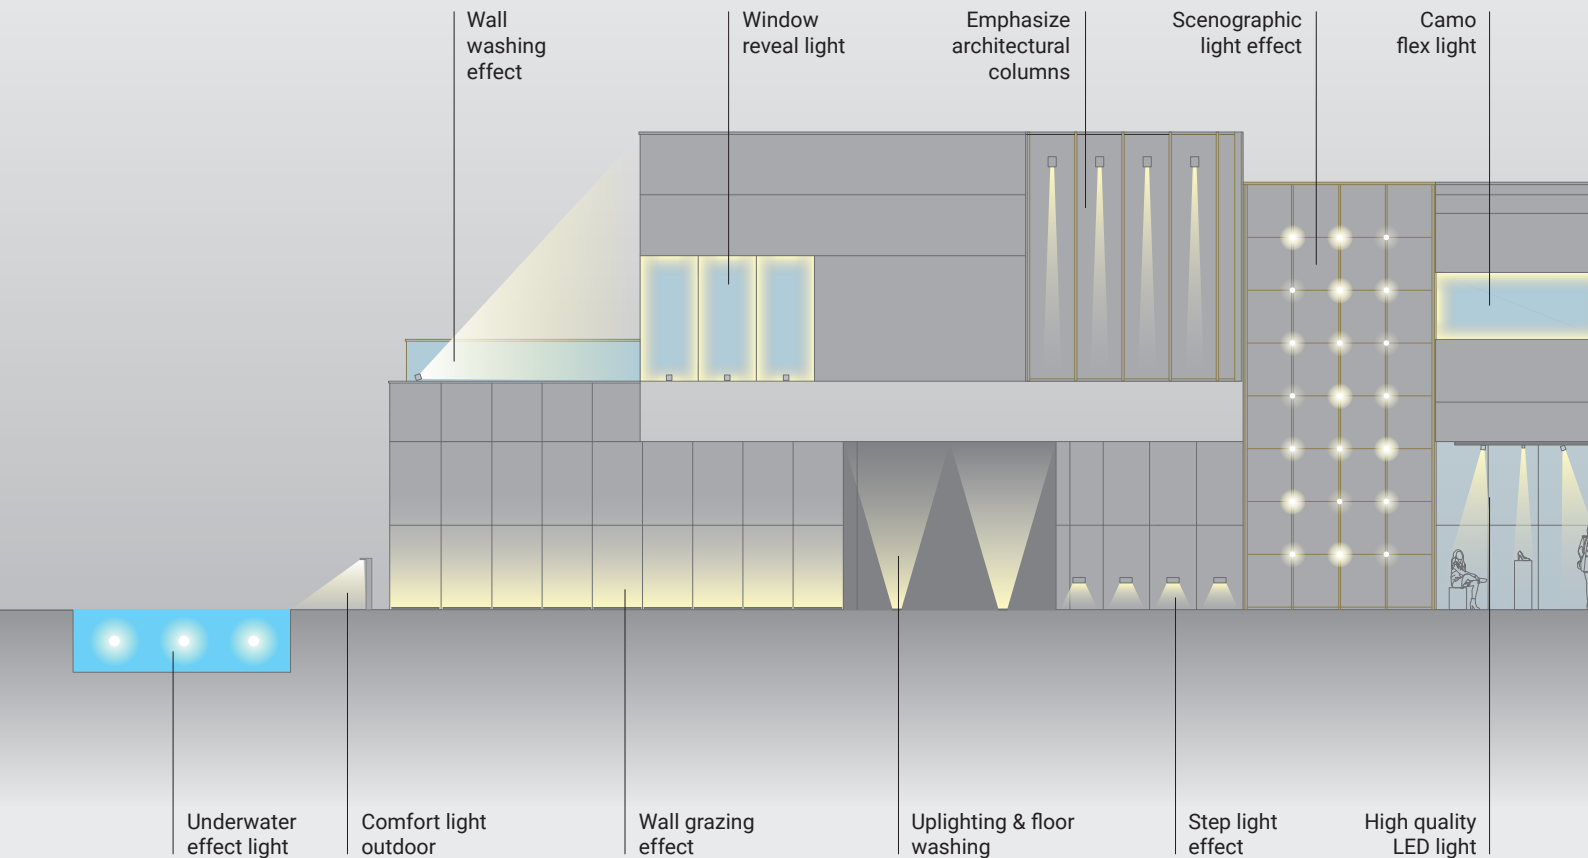 Wall
washing
effect
Window
reveal light
Emphasize
architectural
columns
Scenographic
light effect
Camo
flex light
Underwater
effect light
Comfort light
outdoor
Wall grazing
effect
Uplighting & floor
washing
Step light
effect
High quality
LED light